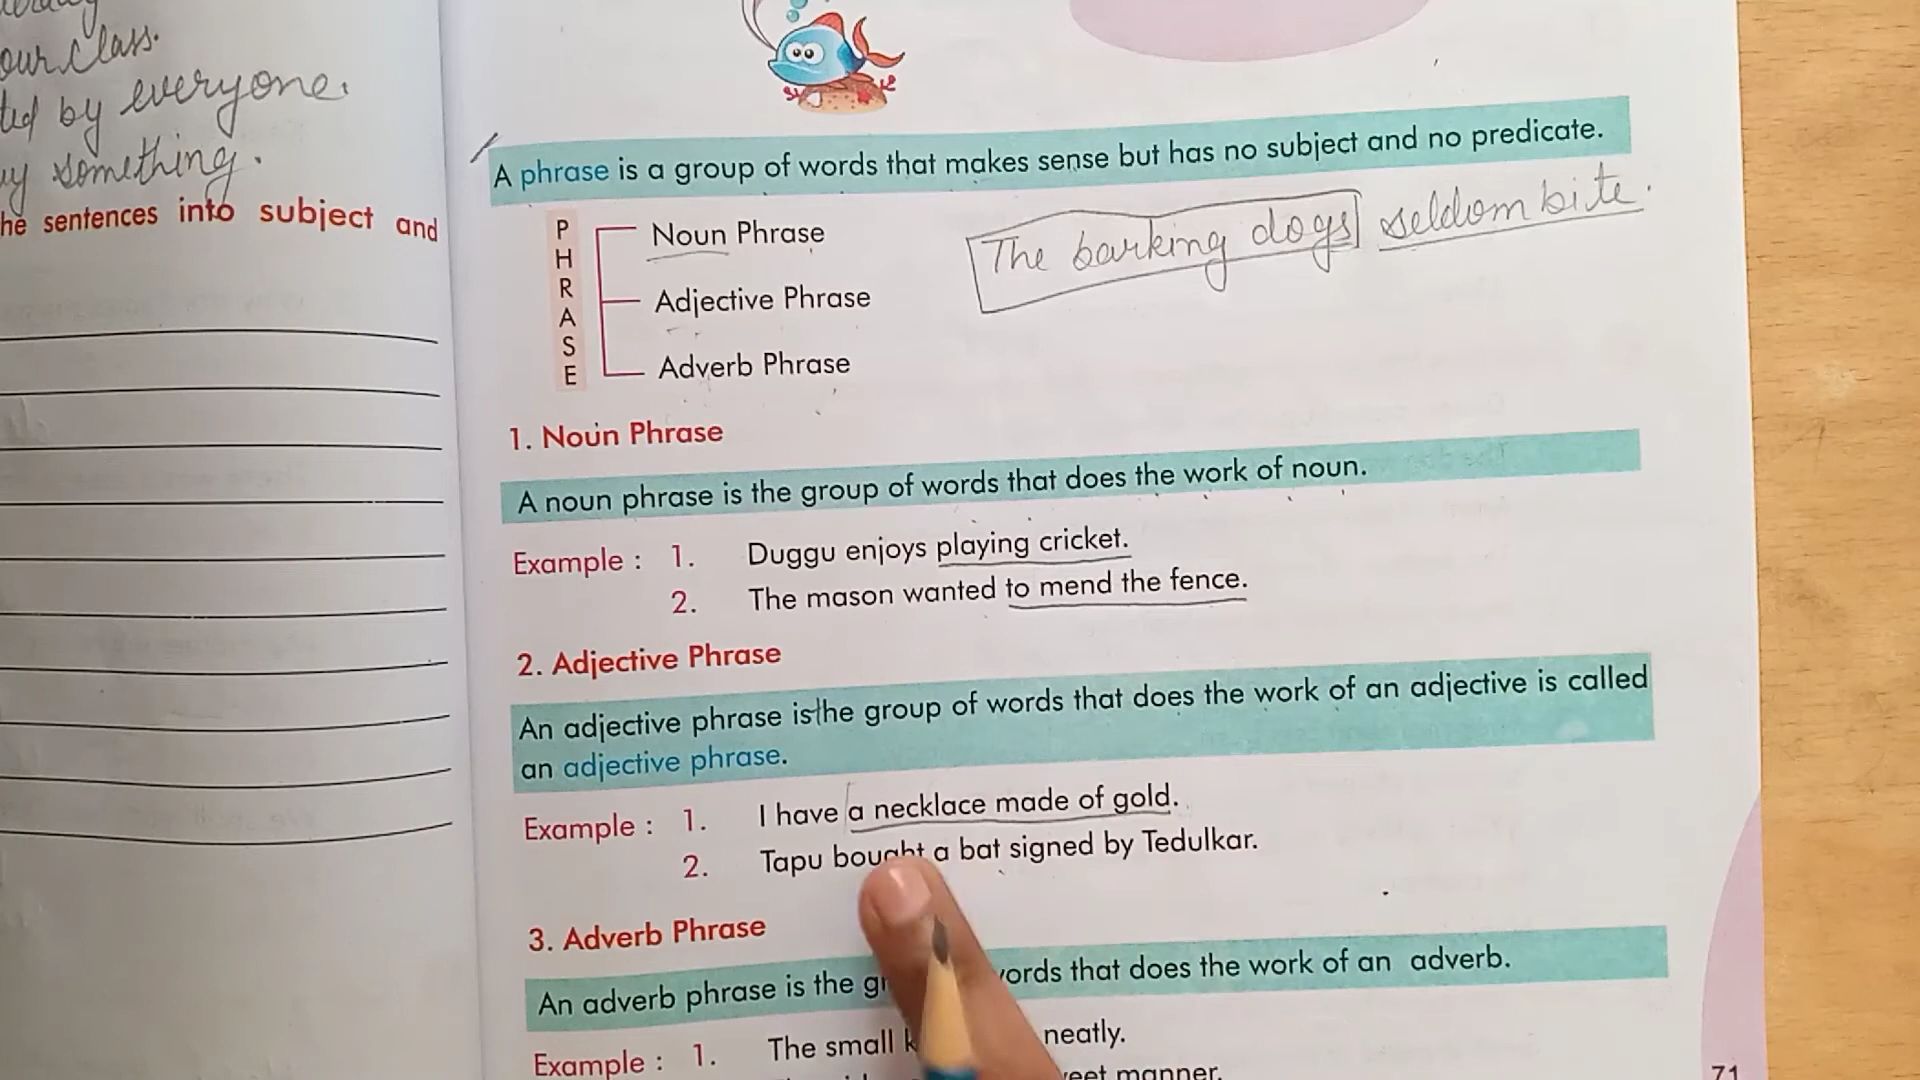 our class.
by everyone.
something.
he sentences into subject and
A phrase is a group of words that makes sense but has no subject and no predicate.
The barking dogs seldom bite.
PHRASE
Noun Phrase
Adjective Phrase
Adverb Phrase
1. Noun Phrase
A noun phrase is the group of words that does the work of noun.
Example : 1. Duggu enjoys playing cricket.
2. The mason wanted to mend the fence.
2. Adjective Phrase
An adjective phrase is the group of words that does the work of an adjective is called
an adjective phrase.
Example : 1. I have a necklace made of gold.
2. Tapu bought a bat signed by Tedulkar.
3. Adverb Phrase
An adverb phrase is the words that does the work of an adverb.
Example : 1. The small neatly.
manner.
71